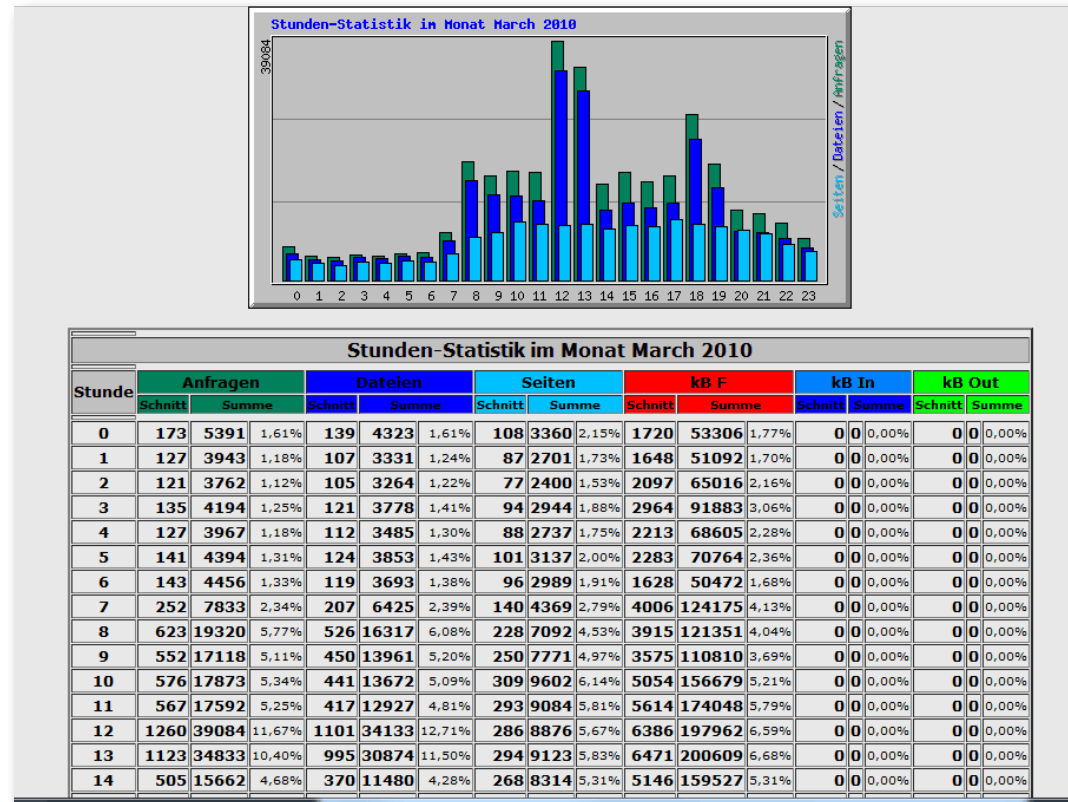 Stunden-Statistik im Monat March 2010
39084
Seiten / Dateien / Anfragen
0 1 2 3 4 5 6 7 8 9 10 11 12 13 14 15 16 17 18 19 20 21 22 23
Stunden-Statistik im Monat March 2010
Stunde Anfragen Dateien Seiten kB F kB In kB Out
Schnitt Summe Schnitt Summe Schnitt Summe Schnitt Summe Schnitt Summe Schnitt Summe
0 173 5391 1,61% 139 4323 1,61% 108 3360 2,15% 1720 53306 1,77% 0 0 0,00% 0 0 0,00%
1 127 3943 1,18% 107 3331 1,24% 87 2701 1,73% 1648 51092 1,70% 0 0 0,00% 0 0 0,00%
2 121 3762 1,12% 105 3264 1,22% 77 2400 1,53% 2097 65016 2,16% 0 0 0,00% 0 0 0,00%
3 135 4194 1,25% 121 3778 1,41% 94 2944 1,88% 2964 91883 3,06% 0 0 0,00% 0 0 0,00%
4 127 3967 1,18% 112 3485 1,30% 88 2737 1,75% 2213 68605 2,28% 0 0 0,00% 0 0 0,00%
5 141 4394 1,31% 124 3853 1,43% 101 3137 2,00% 2283 70764 2,36% 0 0 0,00% 0 0 0,00%
6 143 4456 1,33% 119 3693 1,38% 96 2989 1,91% 1628 50472 1,68% 0 0 0,00% 0 0 0,00%
7 252 7833 2,34% 207 6425 2,39% 140 4369 2,79% 4006 124175 4,13% 0 0 0,00% 0 0 0,00%
8 623 19320 5,77% 526 16317 6,08% 228 7092 4,53% 3915 121351 4,04% 0 0 0,00% 0 0 0,00%
9 552 17118 5,11% 450 13961 5,20% 250 7771 4,97% 3575 110810 3,69% 0 0 0,00% 0 0 0,00%
10 576 17873 5,34% 441 13672 5,09% 309 9602 6,14% 5054 156679 5,21% 0 0 0,00% 0 0 0,00%
11 567 17592 5,25% 417 12927 4,81% 293 9084 5,81% 5614 174048 5,79% 0 0 0,00% 0 0 0,00%
12 1260 39084 11,67% 1101 34133 12,71% 286 8876 5,67% 6386 197962 6,59% 0 0 0,00% 0 0 0,00%
13 1123 34833 10,40% 995 30874 11,50% 294 9123 5,83% 6471 200609 6,68% 0 0 0,00% 0 0 0,00%
14 505 15662 4,68% 370 11480 4,28% 268 8314 5,31% 5146 159527 5,31% 0 0 0,00% 0 0 0,00%